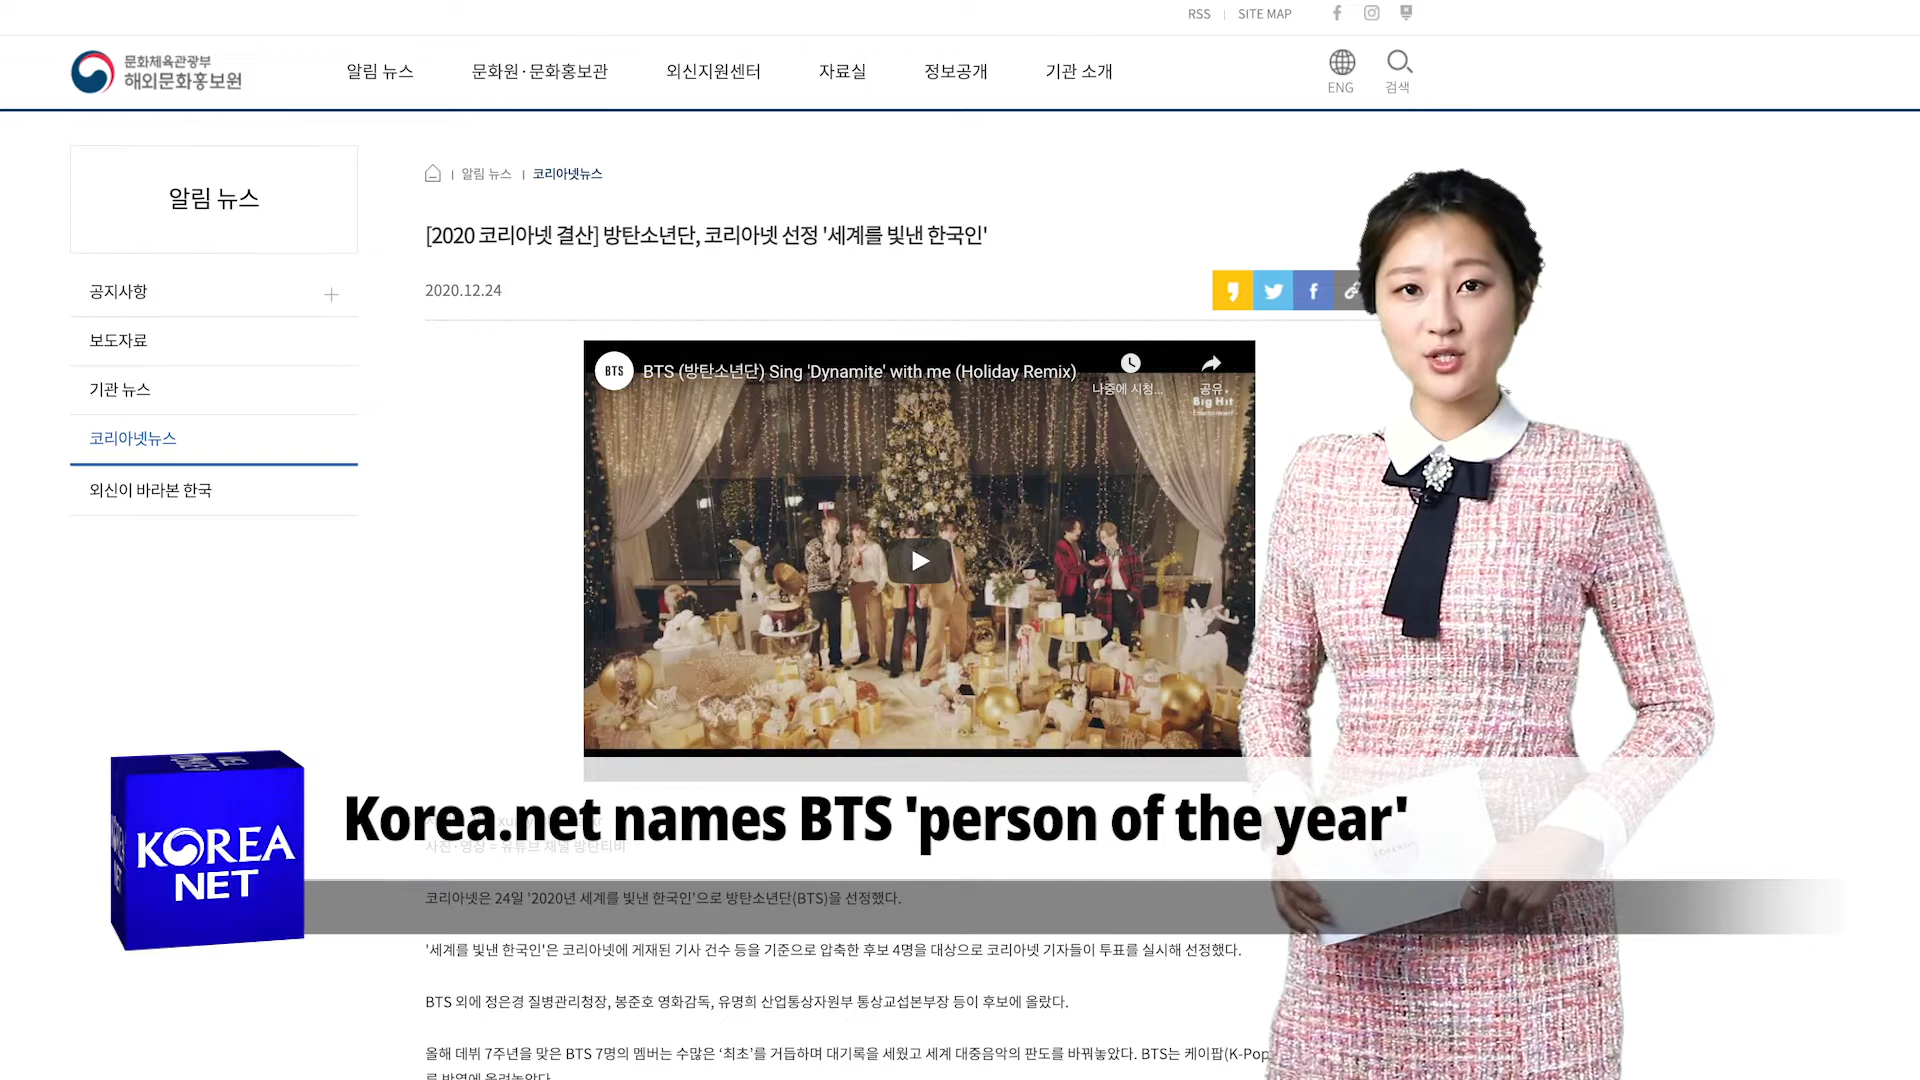 RSS
SITE MAP
문화체육관광부
해외문화홍보원
알림 뉴스
문화원·문화홍보관
외신지원센터
자료실
정보공개
기관 소개
ENG
검색
알림 뉴스
공지사항
보도자료
기관 뉴스
코리아넷뉴스
외신이 바라본 한국
알림 뉴스
코리아넷뉴스
[2020 코리아넷 결산] 방탄소년단, 코리아넷 선정 '세계를 빛낸 한국인'
2020.12.24
BTS
BTS (방탄소년단) Sing 'Dynamite' with me (Holiday Remix)
나중에 시청...
공유
Big Hit
Entertainment
KOREA
NET
Korea.net names BTS 'person of the year'
사진·영상 = 유튜브 채널 방탄티비
코리아넷은 24일 '2020년 세계를 빛낸 한국인'으로 방탄소년단(BTS)을 선정했다.
'세계를 빛낸 한국인'은 코리아넷에 게재된 기사 건수 등을 기준으로 압축한 후보 4명을 대상으로 코리아넷 기자들이 투표를 실시해 선정했다.
BTS 외에 정은경 질병관리청장, 봉준호 영화감독, 유명희 산업통상자원부 통상교섭본부장 등이 후보에 올랐다.
올해 데뷔 7주년을 맞은 BTS 7명의 멤버는 수많은 '최초'를 거듭하며 대기록을 세웠고 세계 대중음악의 판도를 바꿔놓았다. BTS는 케이팝(K-Pop